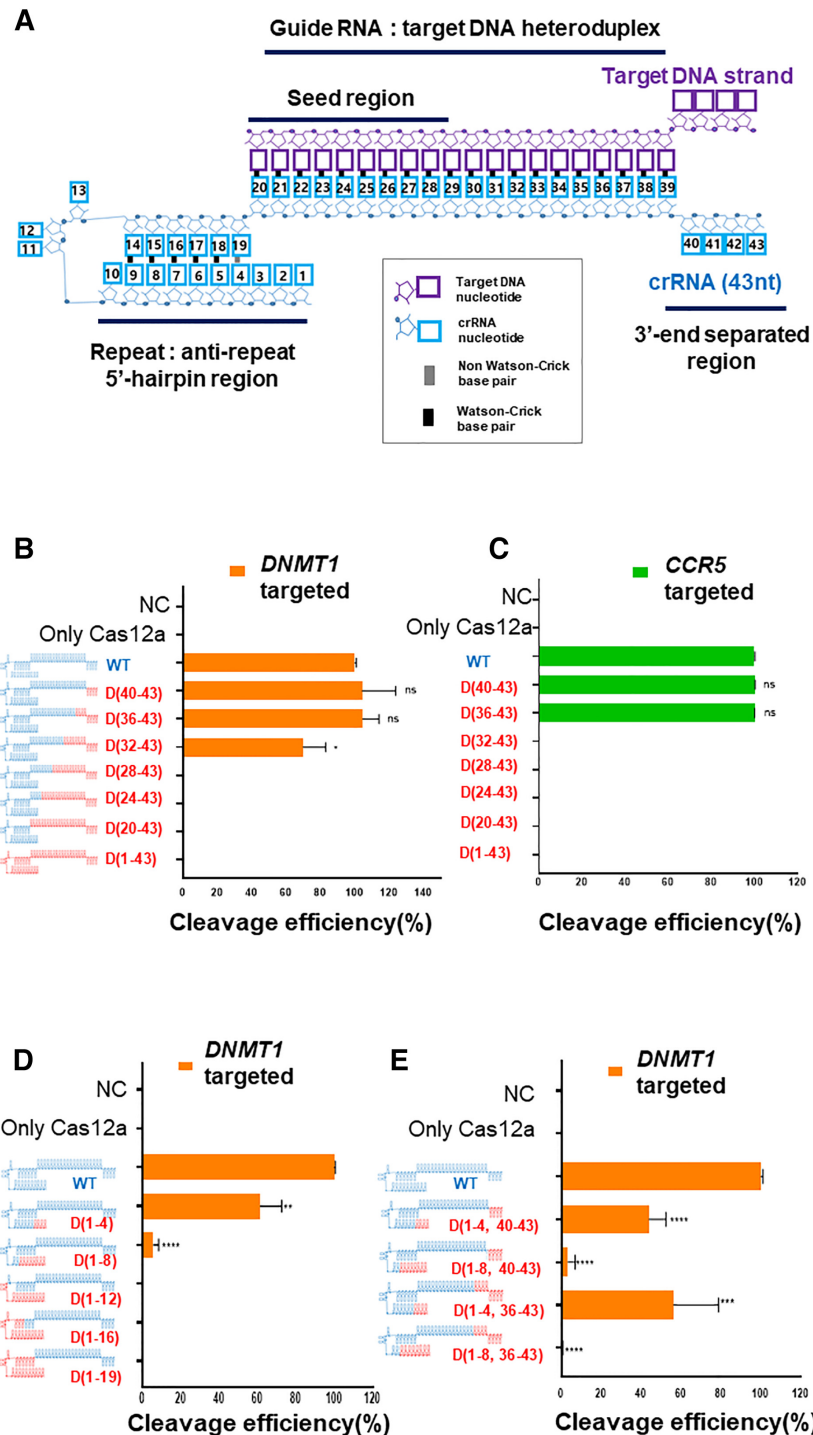 A
Guide RNA : target DNA heteroduplex
Target DNA strand
Seed region
13
20 21 22 23 24 25 26 27 28 29 30 31 32 33 34 35 36 37 38 39
12
11
14 15 16 17 18 19
40 41 42 43
10 9 8 7 6 5 4 3 2 1
crRNA (43nt)
Repeat : anti-repeat
5'-hairpin region
3'-end separated
region
Target DNA
nucleotide
crRNA
nucleotide
Non Watson-Crick
base pair
Watson-Crick
base pair
B
DNMT1
targeted
NC
Only Cas12a
WT
D(40-43)
ns
D(36-43)
ns
D(32-43)
*
D(28-43)
D(24-43)
D(20-43)
D(1-43)
0 20 40 60 80 100 120 140
Cleavage efficiency(%)
C
CCR5
targeted
NC
Only Cas12a
WT
D(40-43)
ns
D(36-43)
ns
D(32-43)
D(28-43)
D(24-43)
D(20-43)
D(1-43)
0 20 40 60 80 100 120
Cleavage efficiency(%)
D
DNMT1
targeted
NC
Only Cas12a
WT
D(1-4)
**
D(1-8)
****
D(1-12)
D(1-16)
D(1-19)
0 20 40 60 80 100 120
Cleavage efficiency(%)
E
DNMT1
targeted
NC
Only Cas12a
WT
D(1-4, 40-43)
****
D(1-8, 40-43)
****
D(1-4, 36-43)
***
D(1-8, 36-43)
****
0 20 40 60 80 100 120
Cleavage efficiency(%)